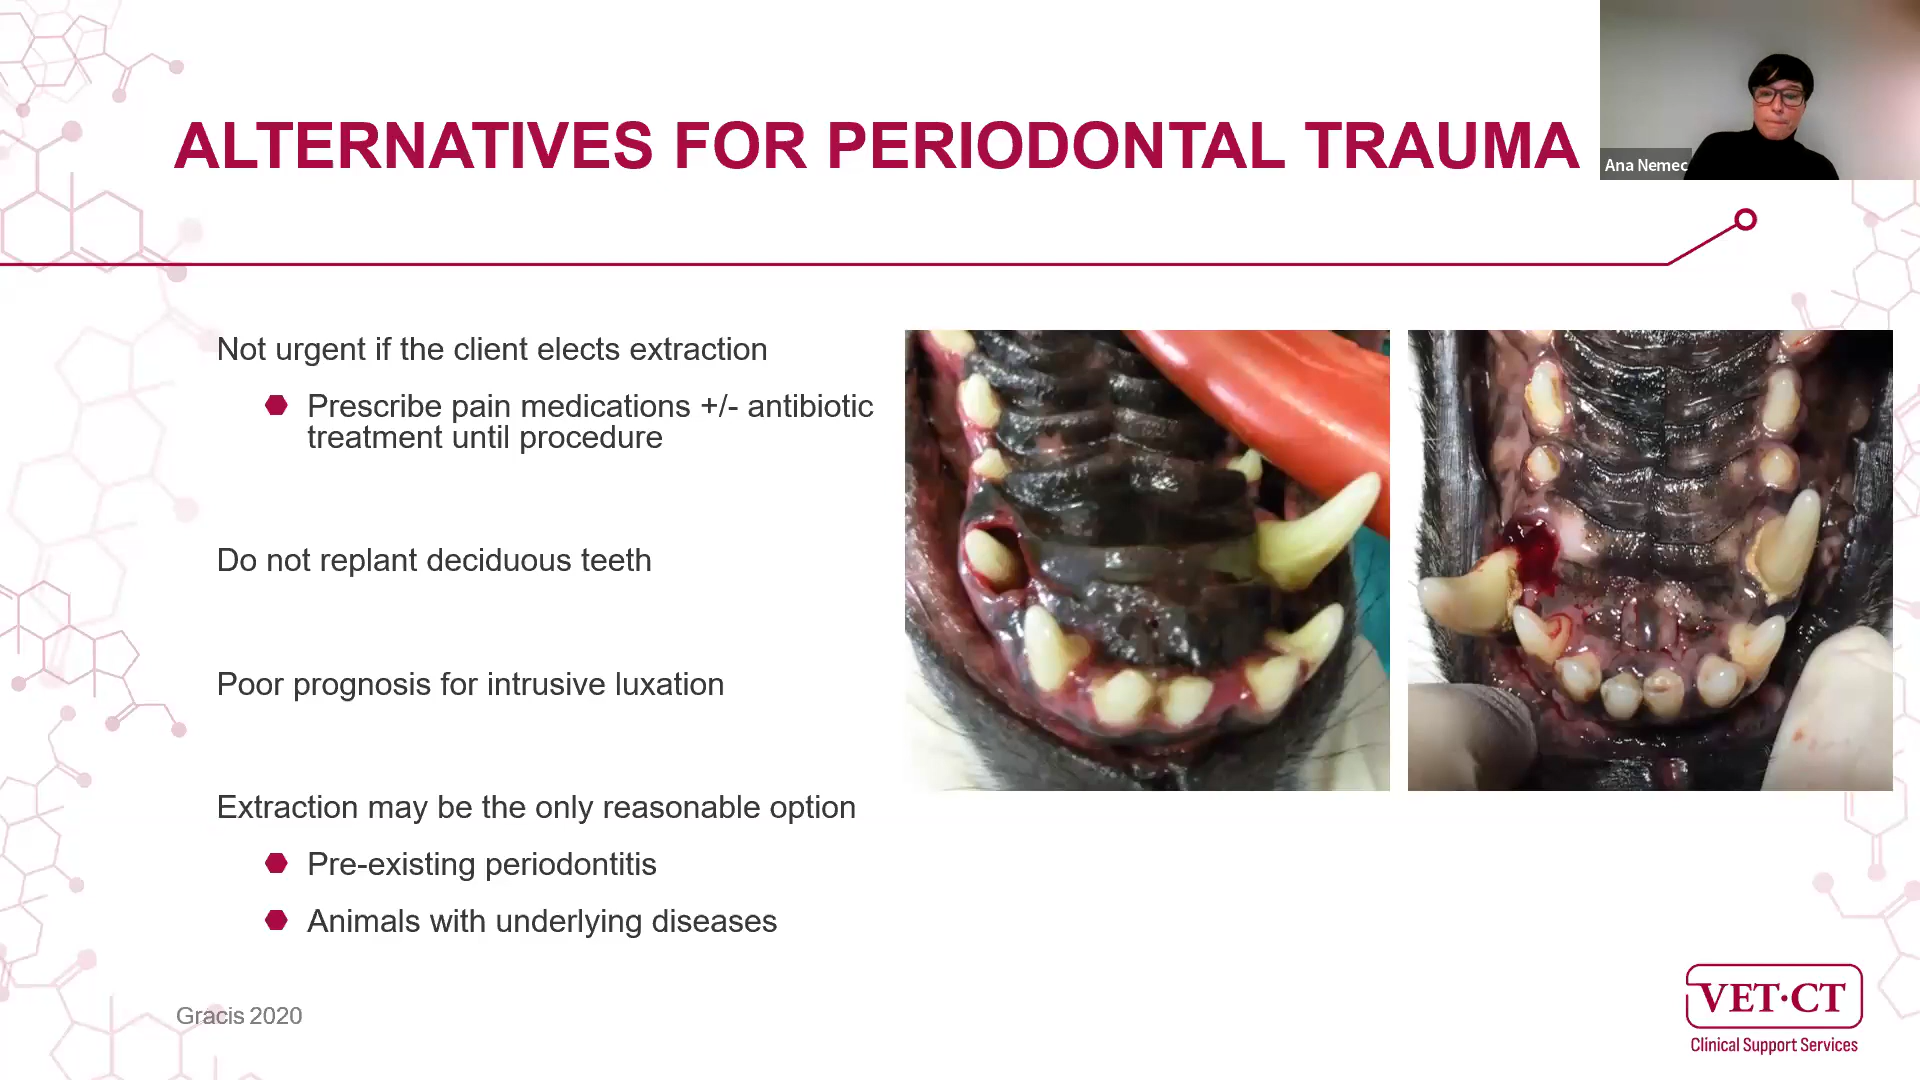 ALTERNATIVES FOR PERIODONTAL TRAUMA
Ana Nemec
Not urgent if the client elects extraction
Prescribe pain medications +/- antibiotic
treatment until procedure
Do not replant deciduous teeth
Poor prognosis for intrusive luxation
Extraction may be the only reasonable option
Pre-existing periodontitis
Animals with underlying diseases
Gracis 2020
VET·CT
Clinical Support Services